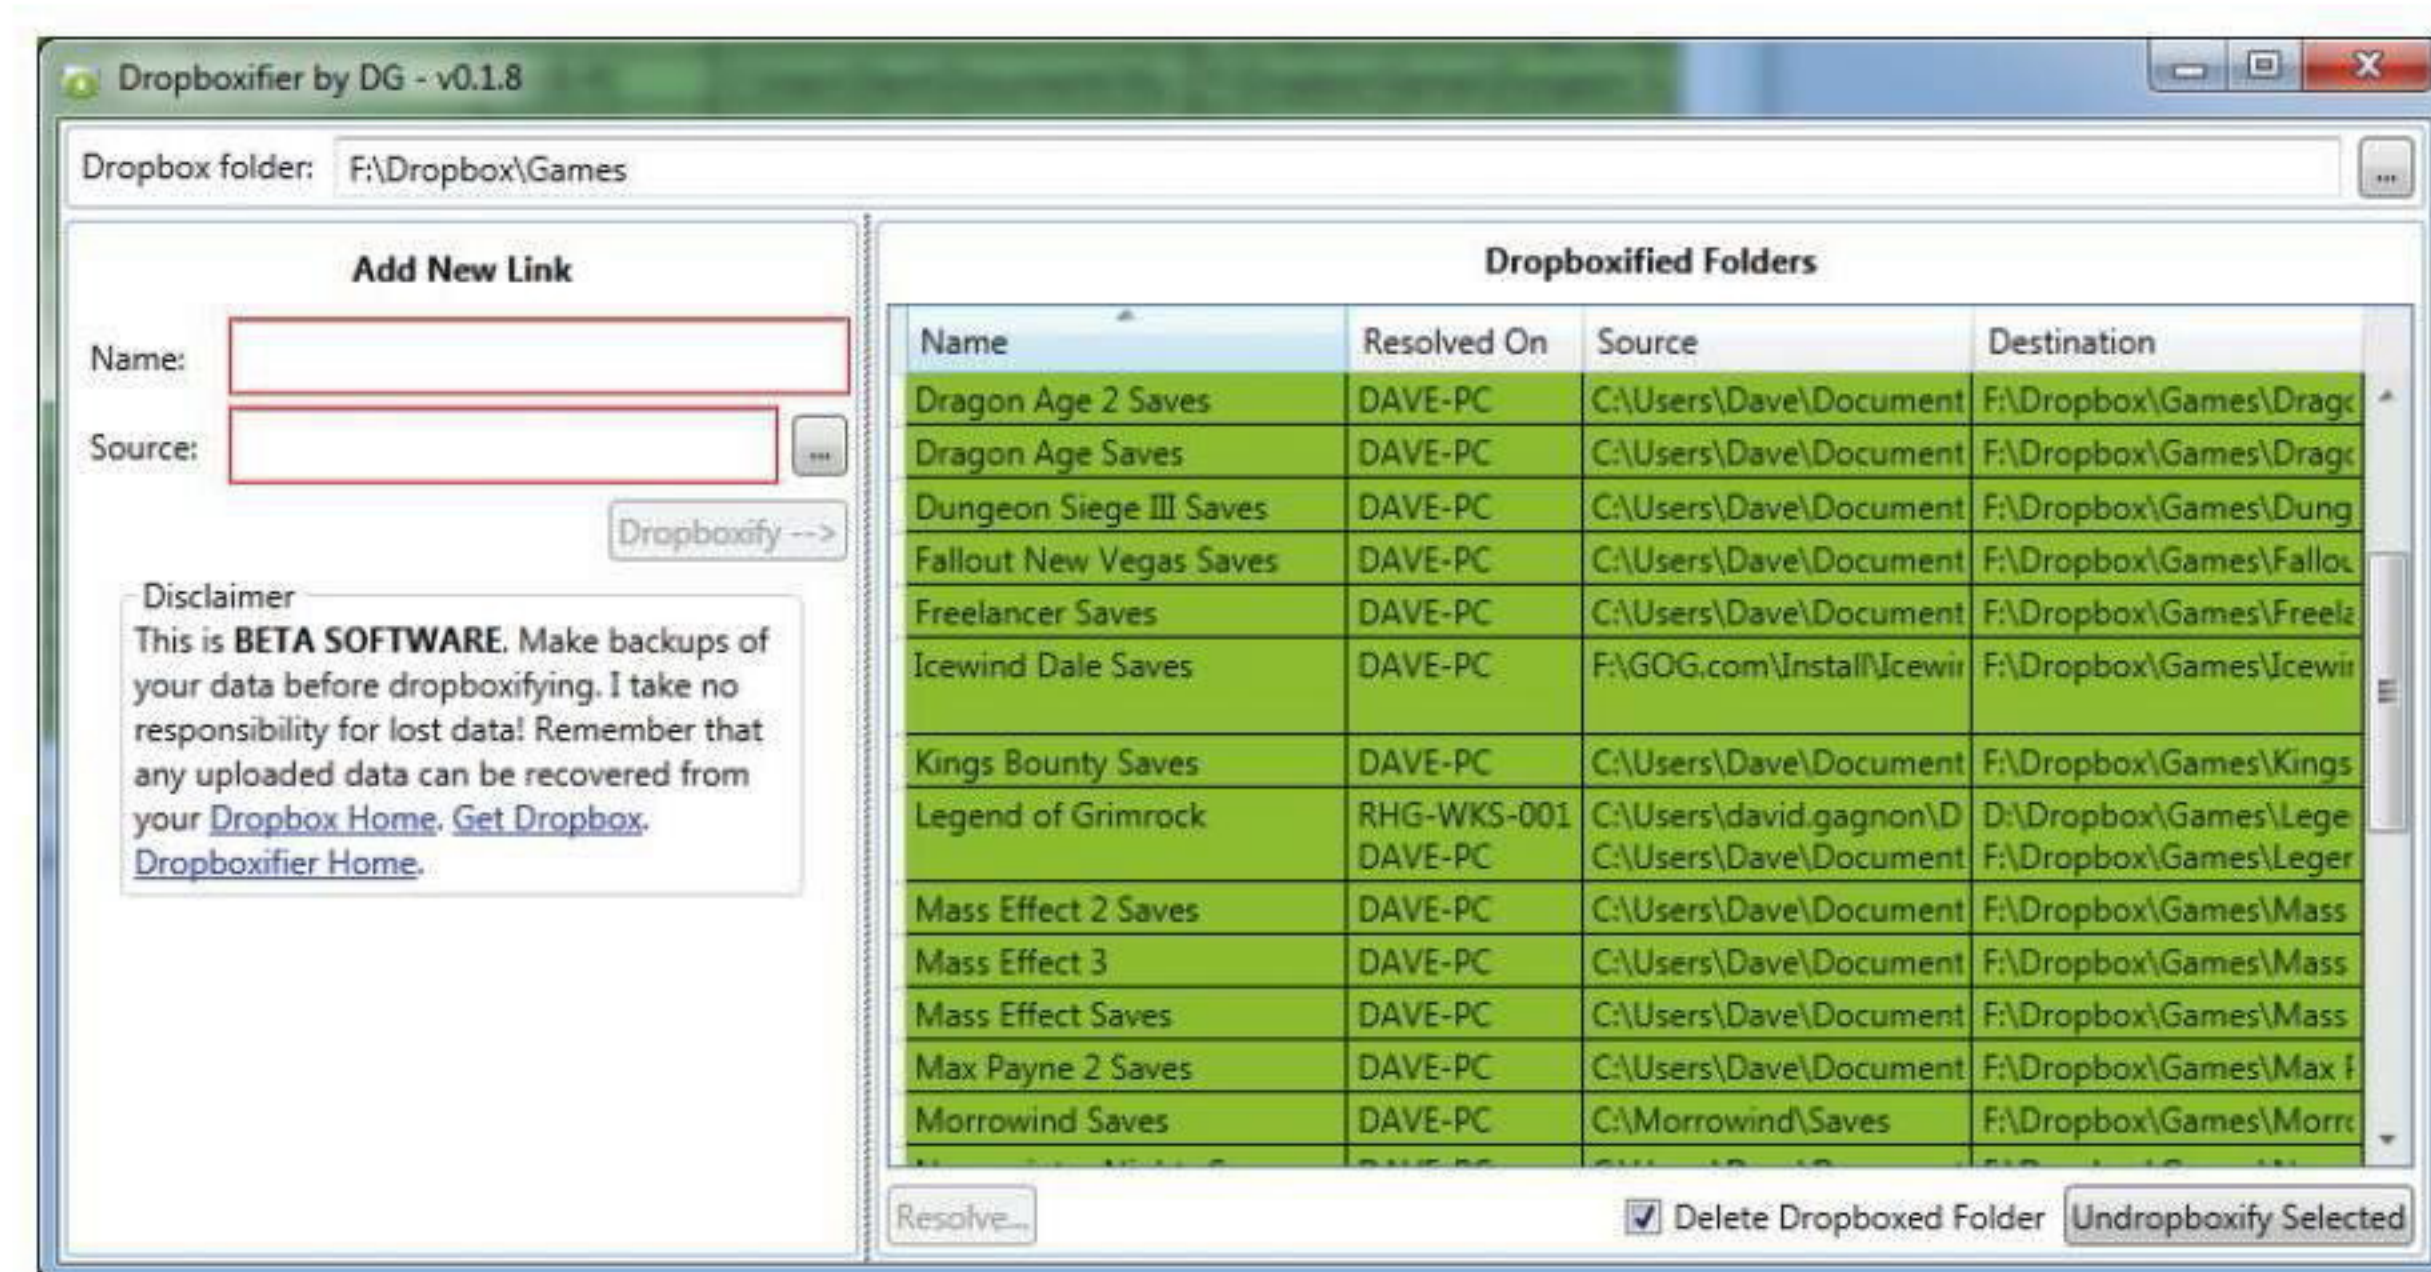 Dropboxifier by DG - v0.1.8
Dropbox folder: F:\Dropbox\Games ...
Add New Link
Name:
Source: ...
Dropboxify -->
Disclaimer
This is BETA SOFTWARE. Make backups of
your data before dropboxifying. I take no
responsibility for lost data! Remember that
any uploaded data can be recovered from
your Dropbox Home. Get Dropbox.
Dropboxifier Home.
Dropboxified Folders
Name Resolved On Source Destination
Dragon Age 2 Saves DAVE-PC C:\Users\Dave\Document F:\Dropbox\Games\Drago
Dragon Age Saves DAVE-PC C:\Users\Dave\Document F:\Dropbox\Games\Drago
Dungeon Siege III Saves DAVE-PC C:\Users\Dave\Document F:\Dropbox\Games\Dung
Fallout New Vegas Saves DAVE-PC C:\Users\Dave\Document F:\Dropbox\Games\Fallou
Freelancer Saves DAVE-PC C:\Users\Dave\Document F:\Dropbox\Games\Freela
Icewind Dale Saves DAVE-PC F:\GOG.com\Install\Icewin F:\Dropbox\Games\Icewin
Kings Bounty Saves DAVE-PC C:\Users\Dave\Document F:\Dropbox\Games\Kings
Legend of Grimrock RHG-WKS-001 C:\Users\david.gagnon\D D:\Dropbox\Games\Lege
DAVE-PC C:\Users\Dave\Document F:\Dropbox\Games\Legen
Mass Effect 2 Saves DAVE-PC C:\Users\Dave\Document F:\Dropbox\Games\Mass
Mass Effect 3 DAVE-PC C:\Users\Dave\Document F:\Dropbox\Games\Mass
Mass Effect Saves DAVE-PC C:\Users\Dave\Document F:\Dropbox\Games\Mass
Max Payne 2 Saves DAVE-PC C:\Users\Dave\Document F:\Dropbox\Games\Max P
Morrowind Saves DAVE-PC C:\Morrowind\Saves F:\Dropbox\Games\Morro
Resolve... Delete Dropboxed Folder Undropboxify Selected